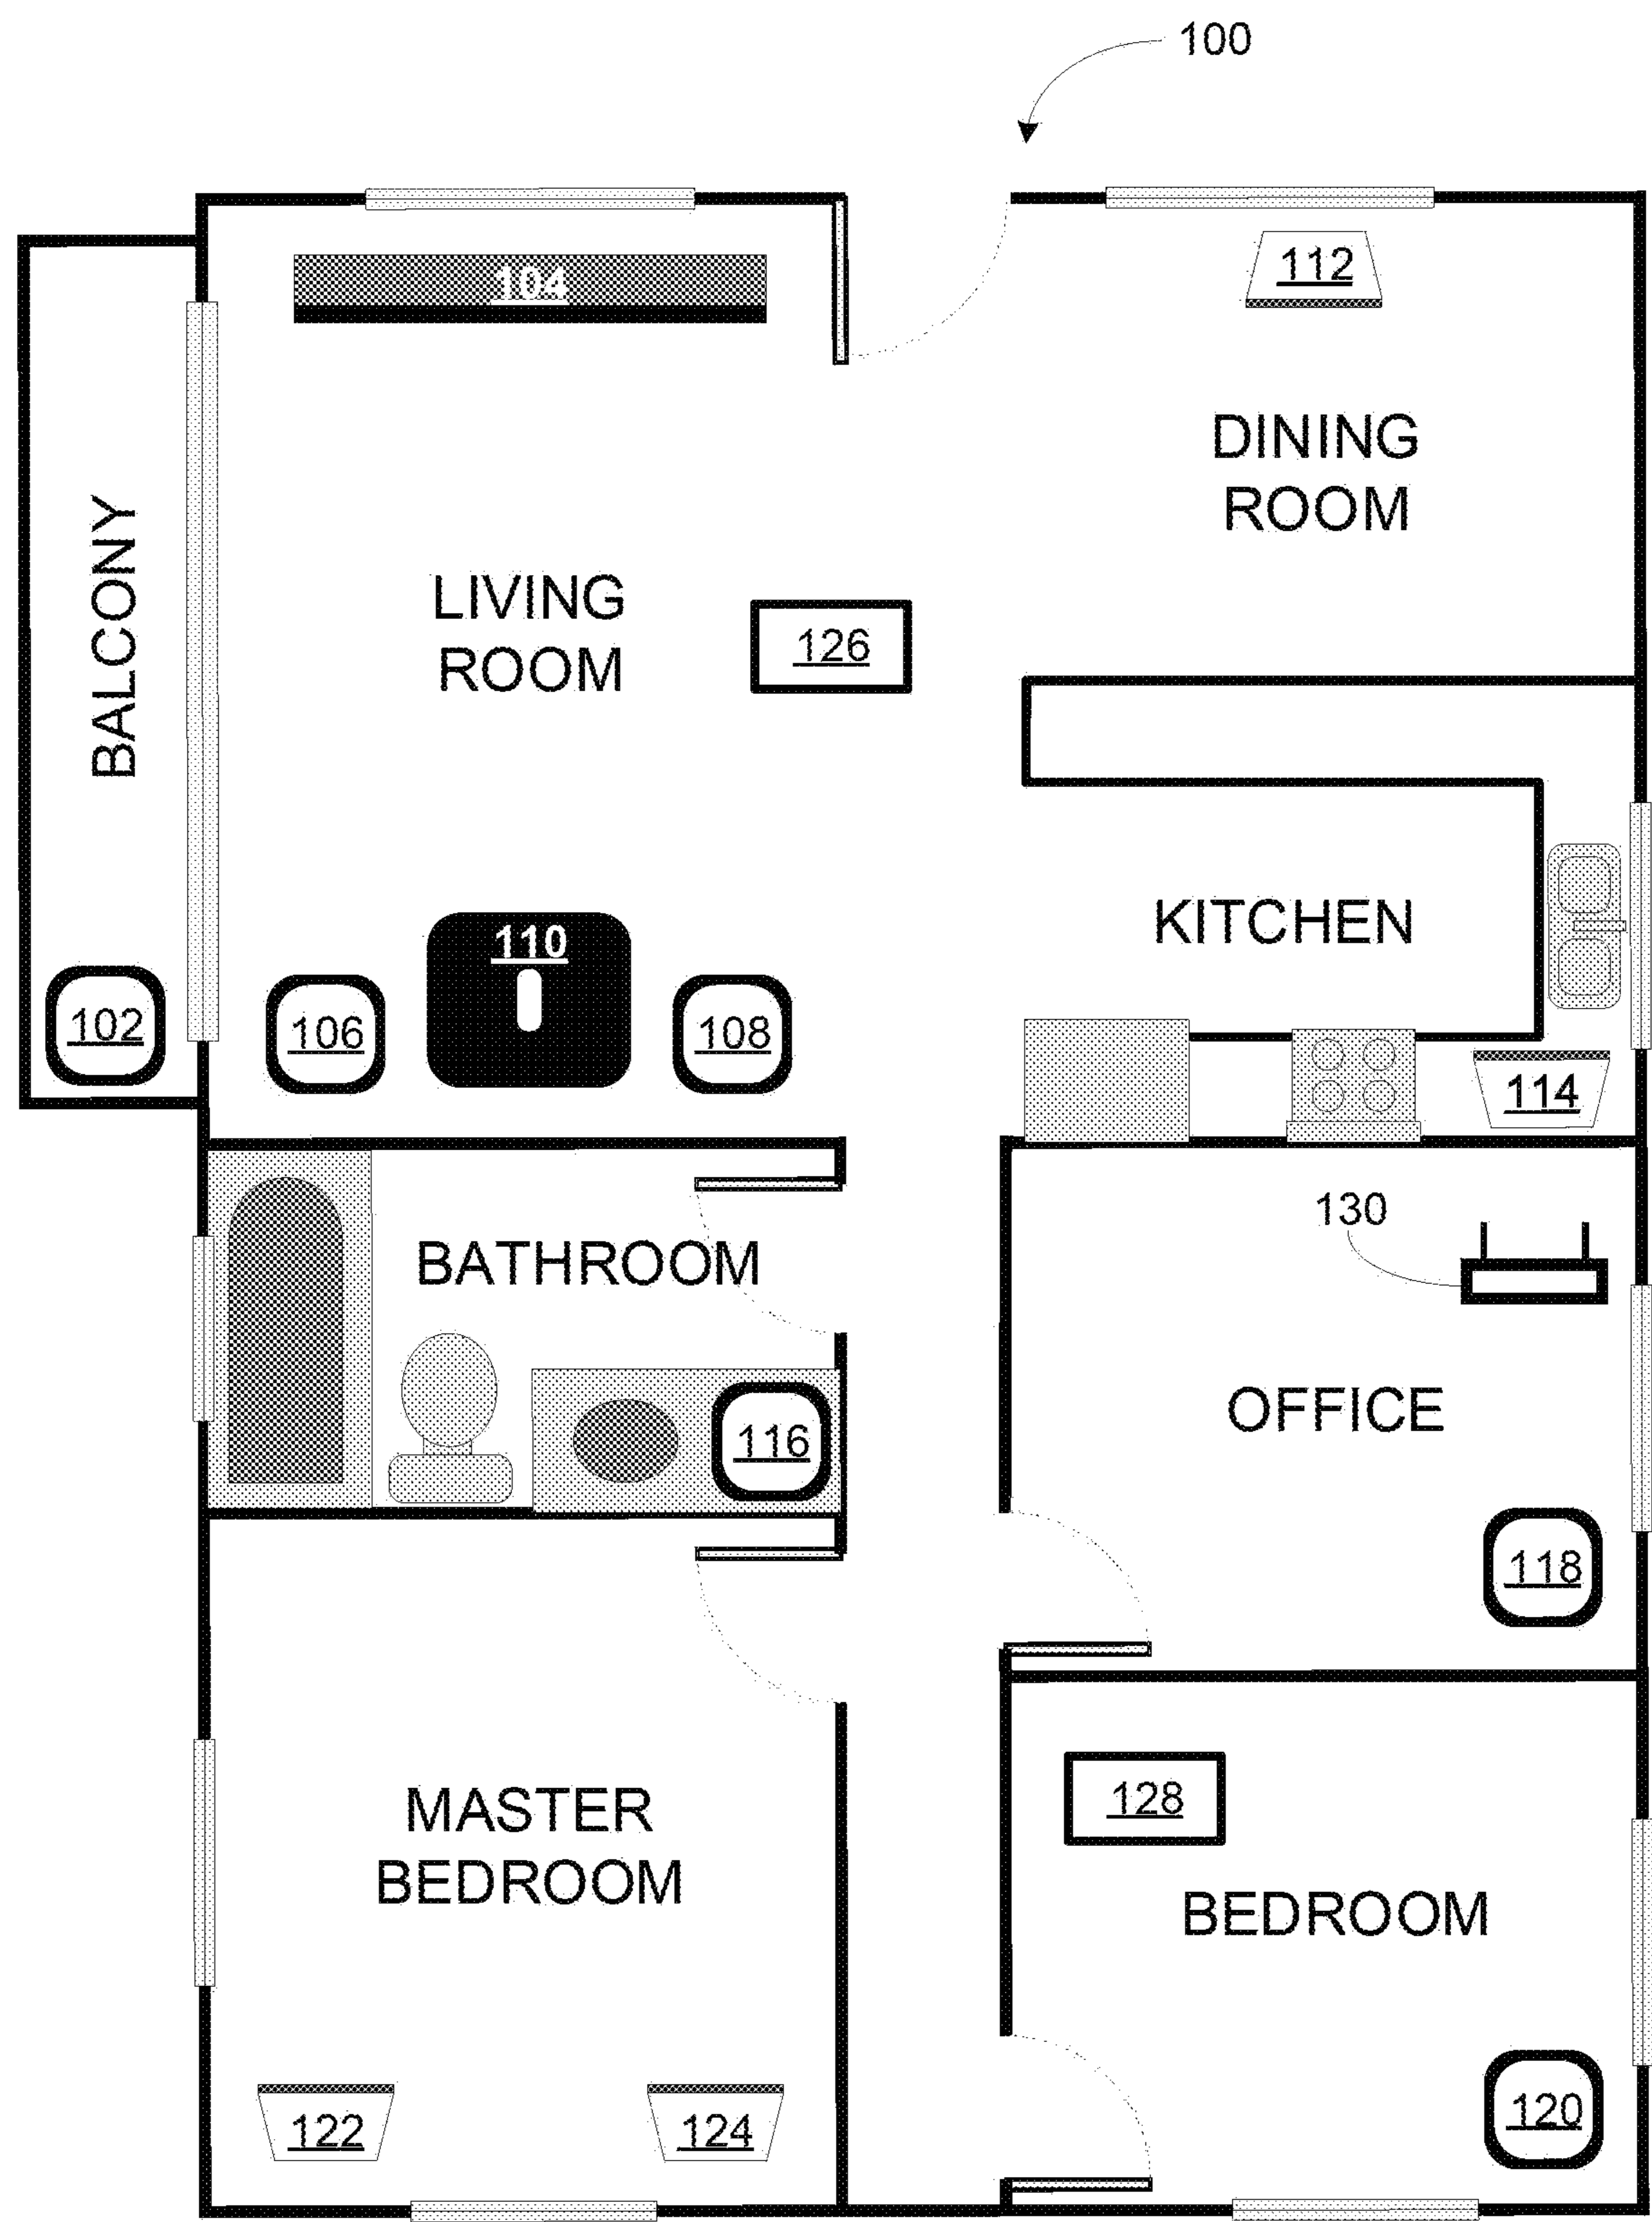 100
104
112
DINING
ROOM
BALCONY
LIVING
ROOM
126
KITCHEN
110
102
106
108
114
130
BATHROOM
OFFICE
116
118
128
MASTER
BEDROOM
BEDROOM
122
124
120